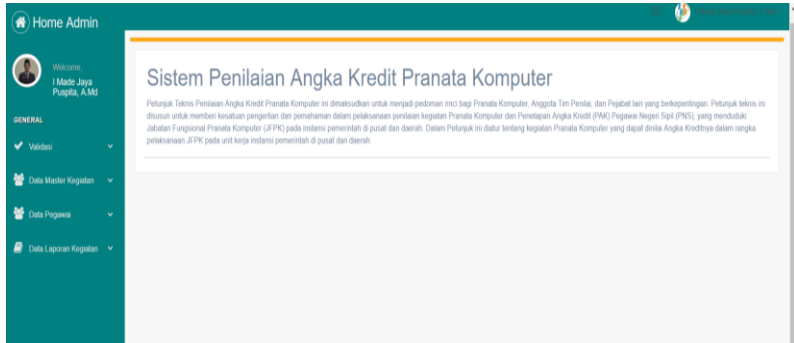 Home Admin
Welcome,
I Made Jaya
Puspita, A.Md
GENERAL
Validasi
Data Master Kegiatan
Data Pegawai
Data Laporan Kegiatan
Sistem Penilaian Angka Kredit Pranata Komputer
Petunjuk Teknis Penilaian Angka Kredit Pranata Komputer ini dimaksudkan untuk menjadi pedoman rinci bagi Pranata Komputer, Anggota Tim Penilai, dan Pejabat lain yang berkepentingan. Petunjuk teknis ini
disusun untuk memberi kesatuan pengertian dan pemahaman dalam pelaksanaan penilaian kegiatan Pranata Komputer dan Penetapan Angka Kredit (PAK) Pegawai Negeri Sipil (PNS), yang menduduki
Jabatan Fungsional Pranata Komputer (JFPK) pada instansi pemerintah di pusat dan daerah. Dalam Petunjuk ini diatur tentang kegiatan Pranata Komputer yang dapat dinilai Angka Kreditnya dalam rangka
pelaksanaan JFPK pada unit kerja instansi pemerintah di pusat dan daerah.